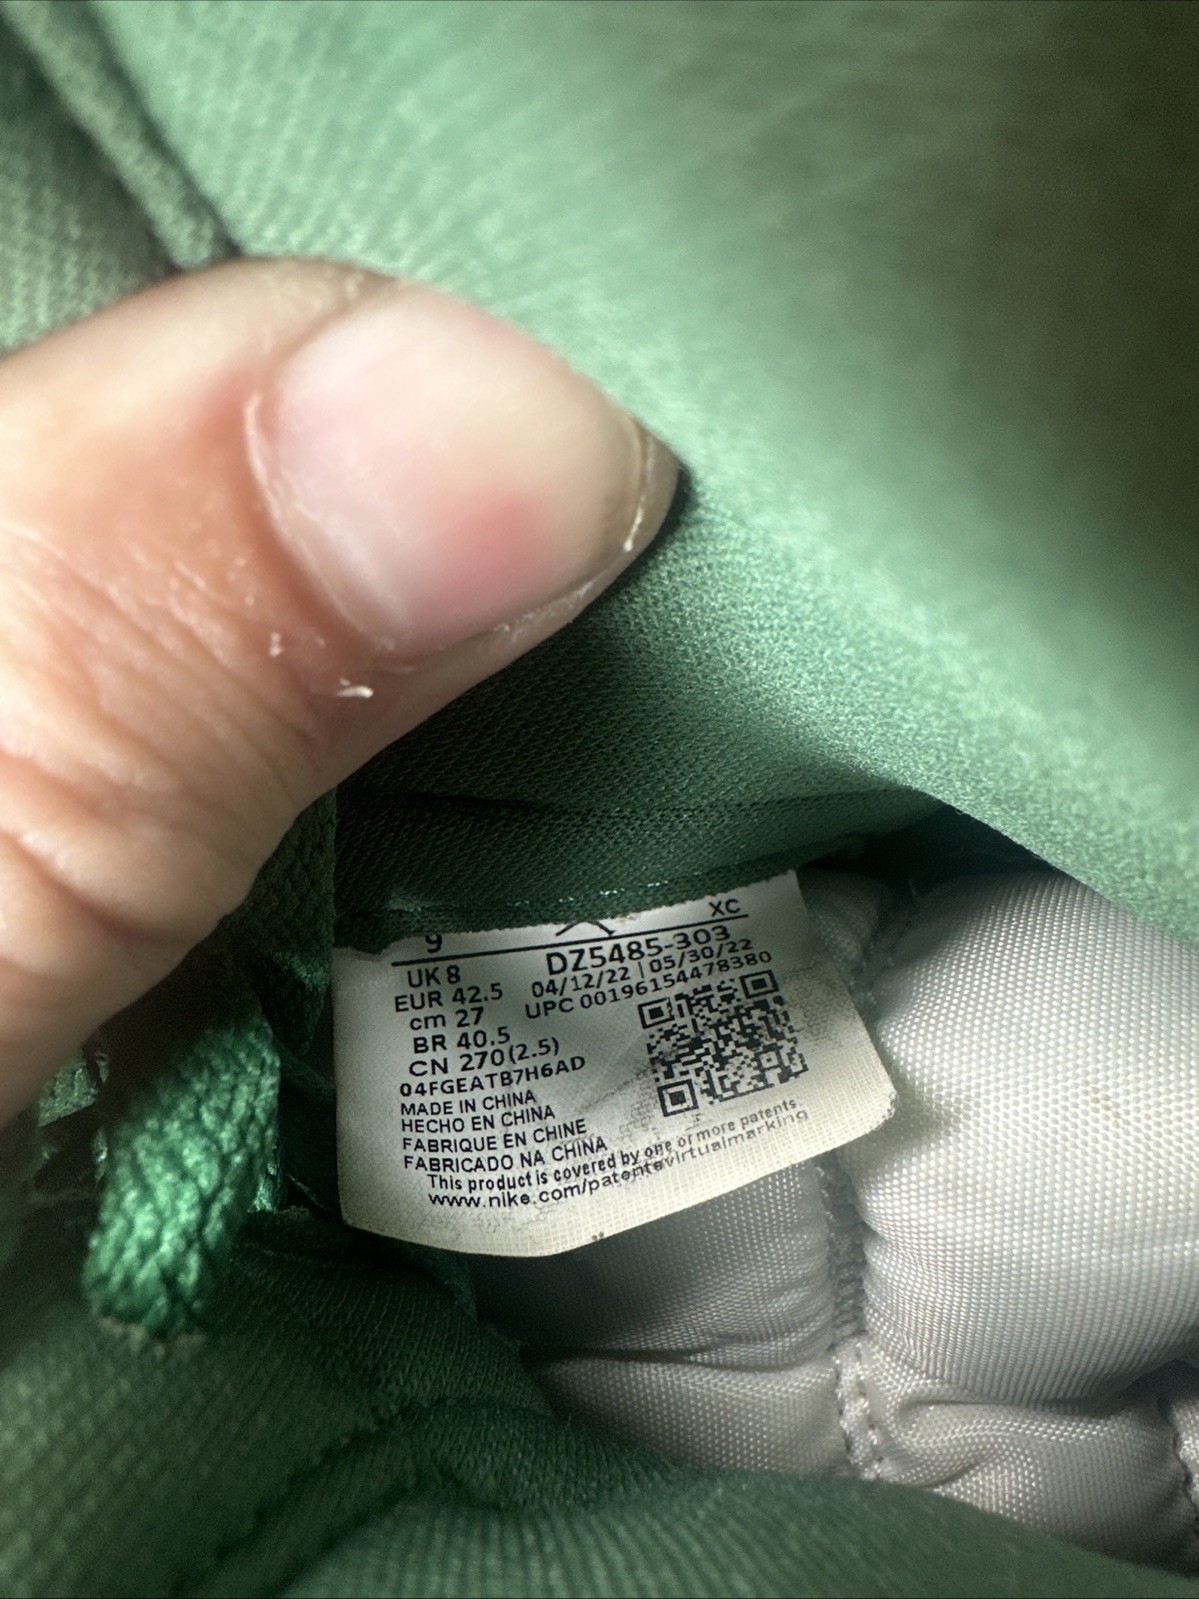 9
XC
UK 8
EUR 42.5
cm 27
BR 40.5
CN 270(2.5)
DZ5485-303
04/12/22 | 05/30/22
UPC 00196154478380
04FGEATB7H6AD
MADE IN CHINA
HECHO EN CHINA
FABRIQUE EN CHINE
FABRICADO NA CHINA
This product is covered by one or more patents.
www.nike.com/patentsvirtualmarking